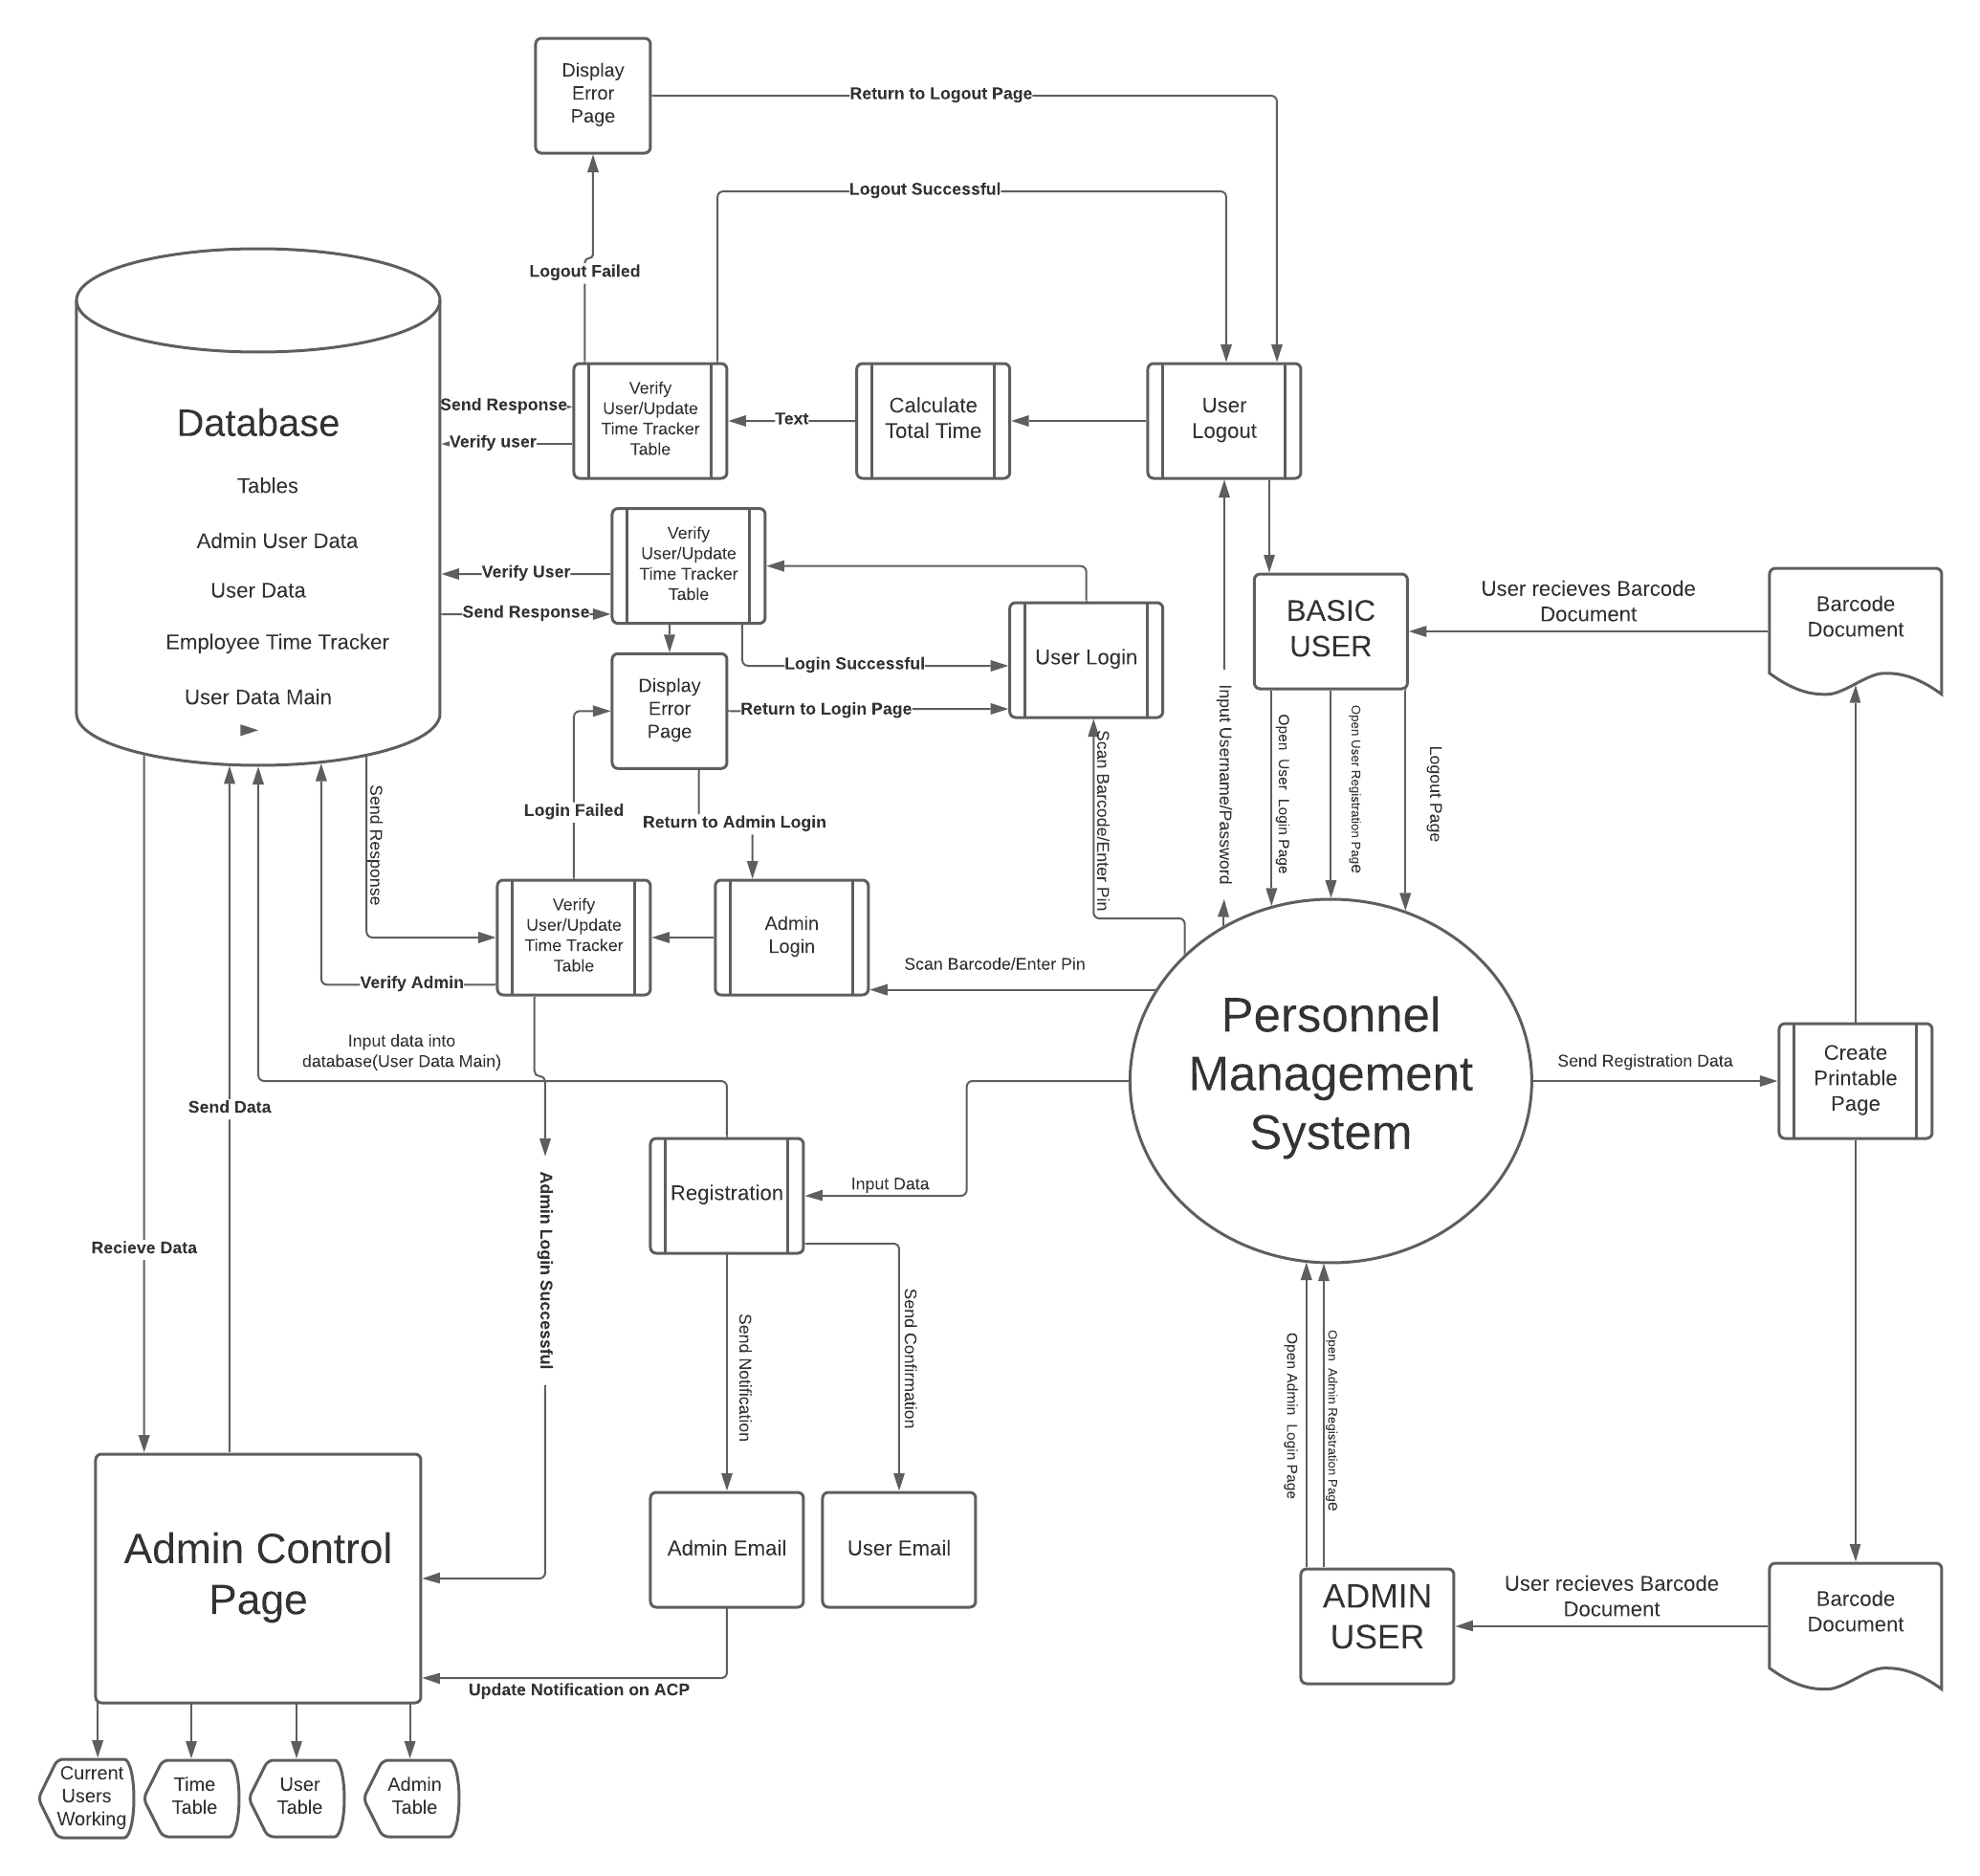 Display
Error
Page
Return to Logout Page
Logout Successful
Logout Failed
Database
Tables
Admin User Data
User Data
Employee Time Tracker
User Data Main
Send Response
Verify user
Verify
User/Update
Time Tracker
Table
Text
Calculate
Total Time
User
Logout
Verify User
Send Response
Verify
User/Update
Time Tracker
Table
Login Successful
User Login
BASIC
USER
User recieves Barcode
Document
Barcode
Document
Display
Error
Page
Return to Login Page
Login Failed
Return to Admin Login
Send Response
Scan Barcode/Enter Pin
Input Username/Password
Open User Login Page
Open User Registration Page
Logout Page
Verify
User/Update
Time Tracker
Table
Admin
Login
Verify Admin
Scan Barcode/Enter Pin
Personnel
Management
System
Send Registration Data
Create
Printable
Page
Input data into
database(User Data Main)
Send Data
Recieve Data
Admin Login Successful
Registration
Input Data
Send Notification
Send Confirmation
Open Admin Login Page
Open Admin Registration Page
Admin Control
Page
Admin Email
User Email
ADMIN
USER
User recieves Barcode
Document
Barcode
Document
Update Notification on ACP
Current
Users
Working
Time
Table
User
Table
Admin
Table